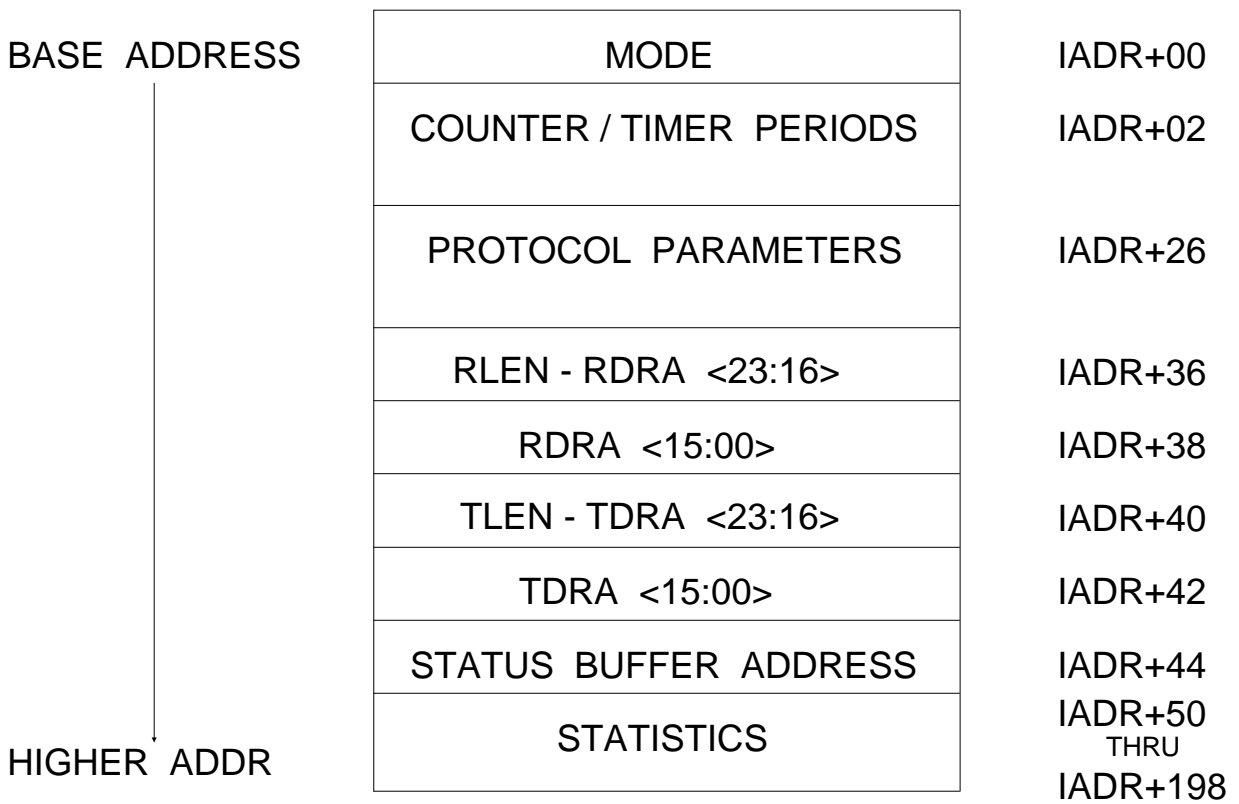 BASE ADDRESS MODE IADR+00
COUNTER / TIMER PERIODS IADR+02
PROTOCOL PARAMETERS IADR+26
RLEN - RDRA <23:16> IADR+36
RDRA <15:00> IADR+38
TLEN - TDRA <23:16> IADR+40
TDRA <15:00> IADR+42
STATUS BUFFER ADDRESS IADR+44
STATISTICS IADR+50
THRU
HIGHER ADDR IADR+198